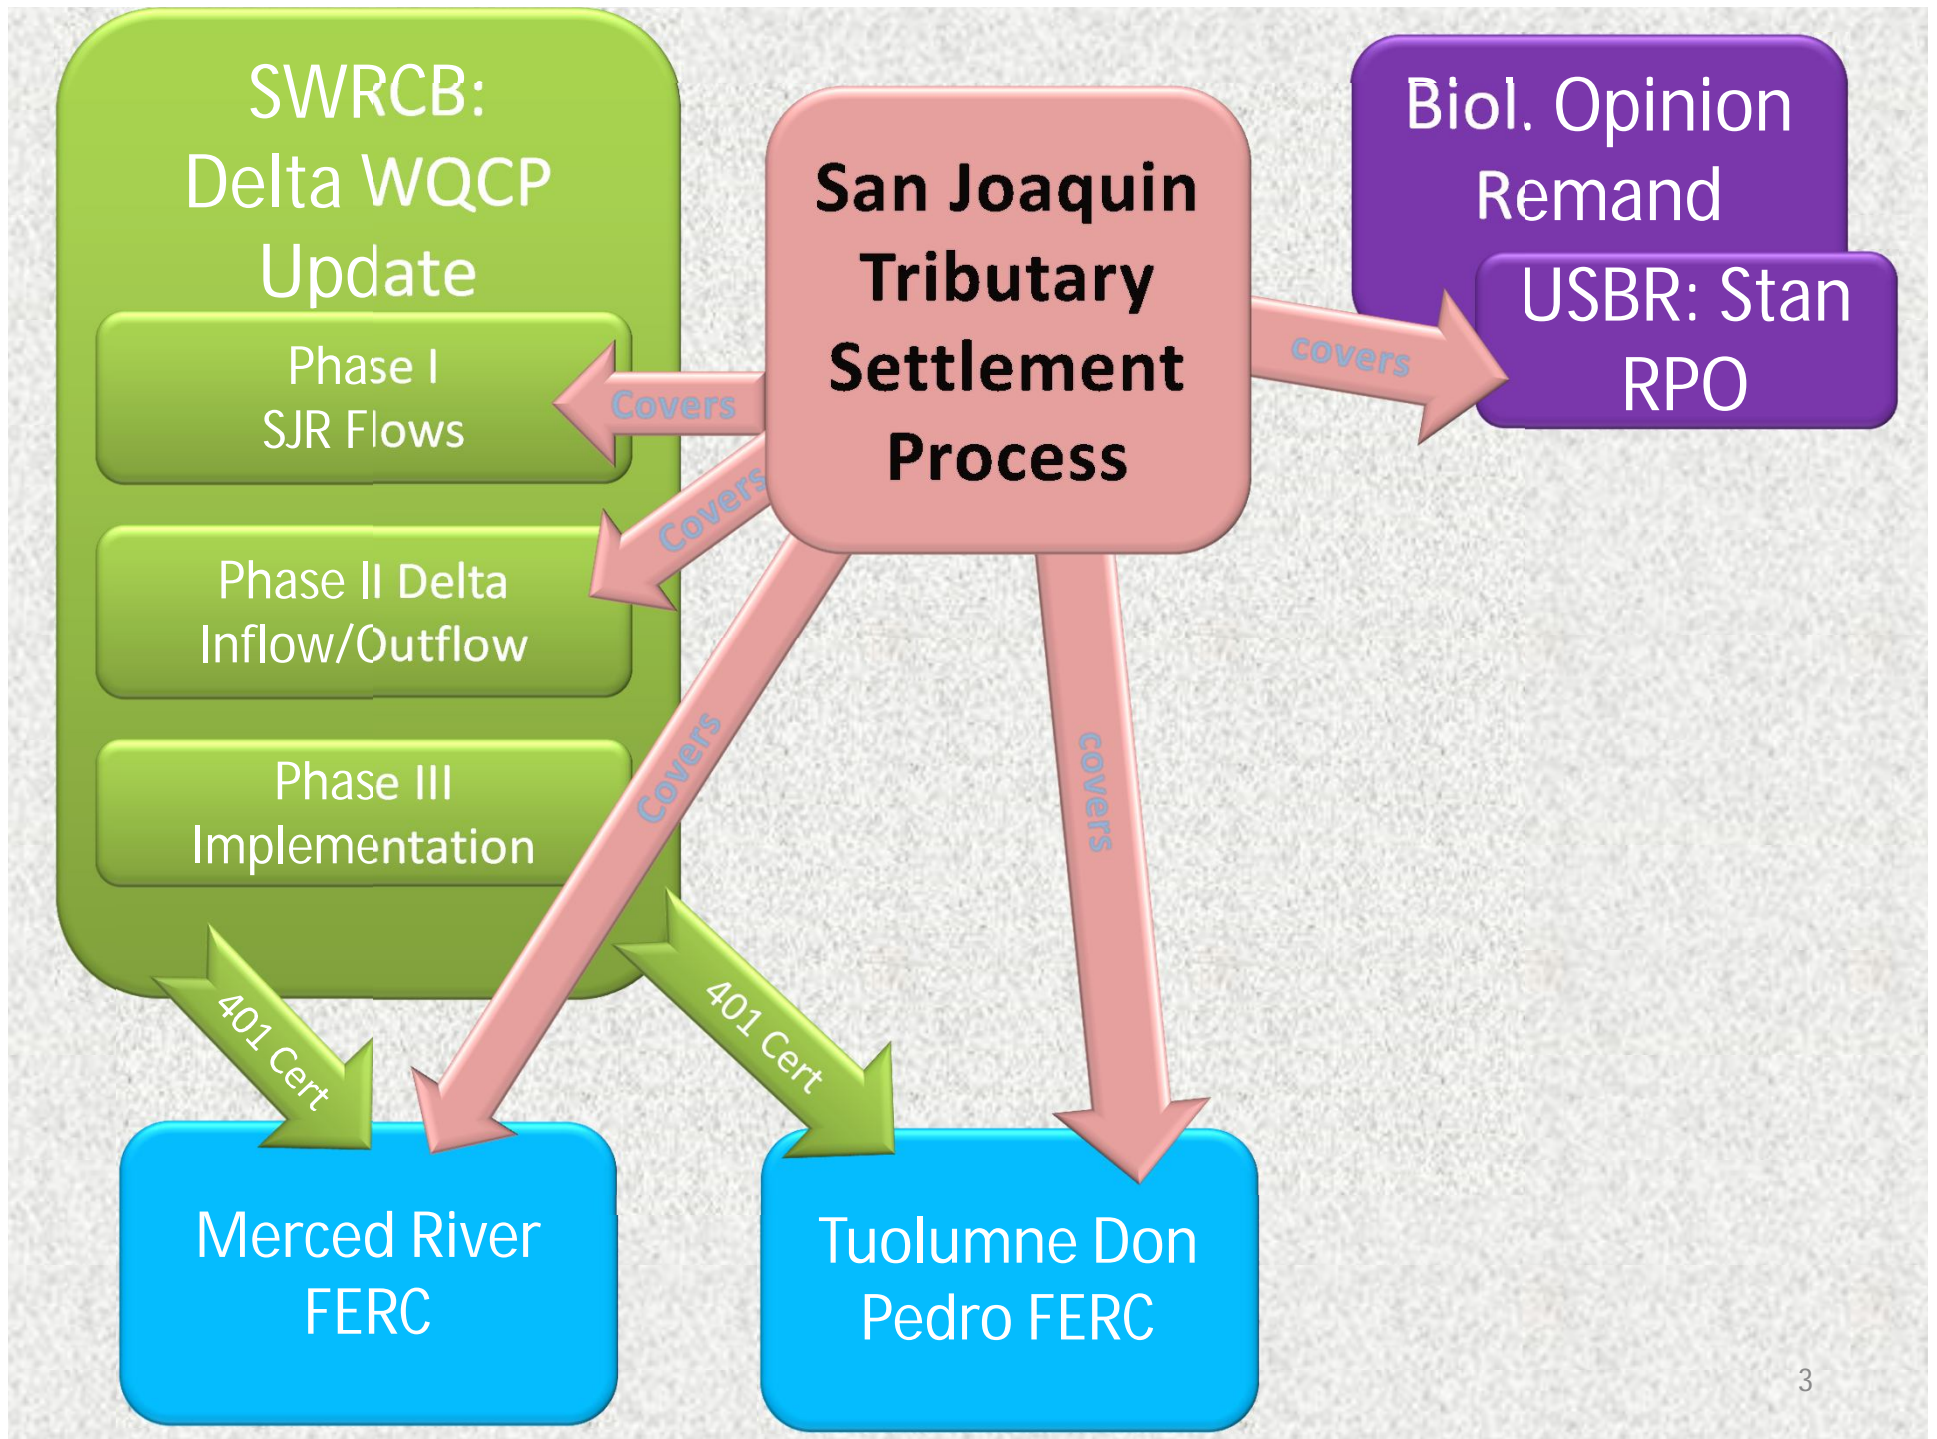 SWRCB:
Delta WQCP
Update
Phase I
SJR Flows
Phase II Delta
Inflow/Outflow
Phase III
Implementation
San Joaquin
Tributary
Settlement
Process
Biol. Opinion
Remand
USBR: Stan
RPO
Covers
Covers
Covers
covers
covers
401 Cert
401 Cert
Merced River
FERC
Tuolumne Don
Pedro FERC
3